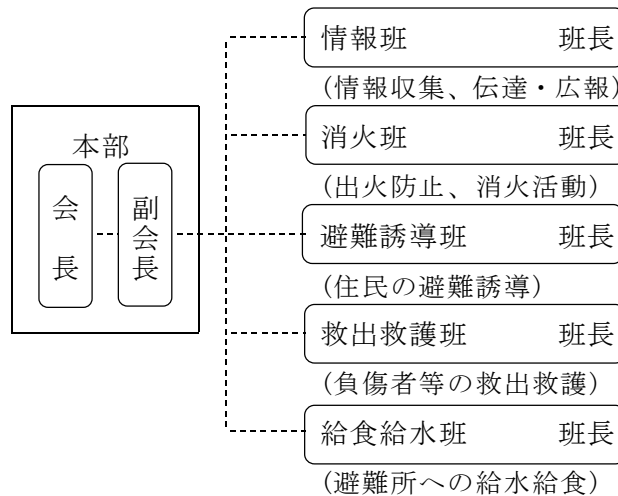 本部
会長
副会長
情報班 班長
(情報収集、伝達・広報)
消火班 班長
(出火防止、消火活動)
避難誘導班 班長
(住民の避難誘導)
救出救護班 班長
(負傷者等の救出救護)
給食給水班 班長
(避難所への給水給食)